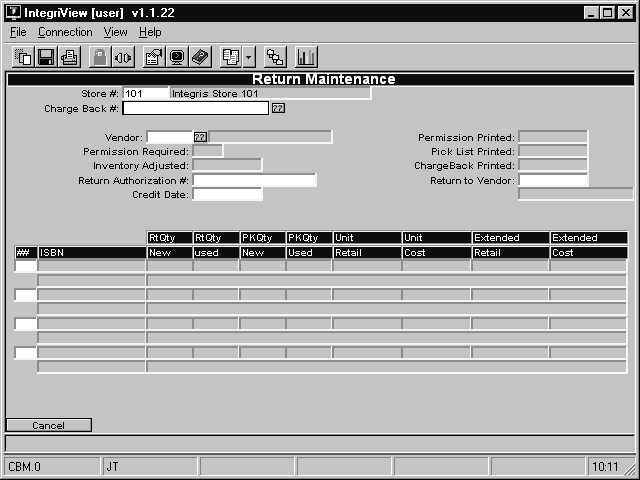 IntegriView [user] v1.1.22
File Connection View Help
Return Maintenance
Store #: 101 Integris Store 101
Charge Back #: ??
Vendor: ?? Permission Printed:
Permission Required: Pick List Printed:
Inventory Adjusted: ChargeBack Printed:
Return Authorization #: Return to Vendor:
Credit Date:
RtQty RtQty PKQty PKQty Unit Unit Extended Extended
## ISBN New used New Used Retail Cost Retail Cost
Cancel
CBM.0 JT 10:11